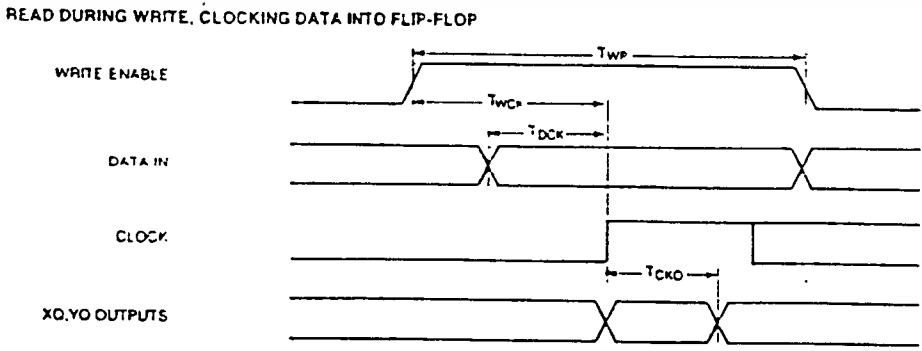 READ DURING WRITE, CLOCKING DATA INTO FLIP-FLOP
TWP
WRITE ENABLE
TWCK
TDCK
DATA IN
CLOCK
TCKO
XQ,YQ OUTPUTS